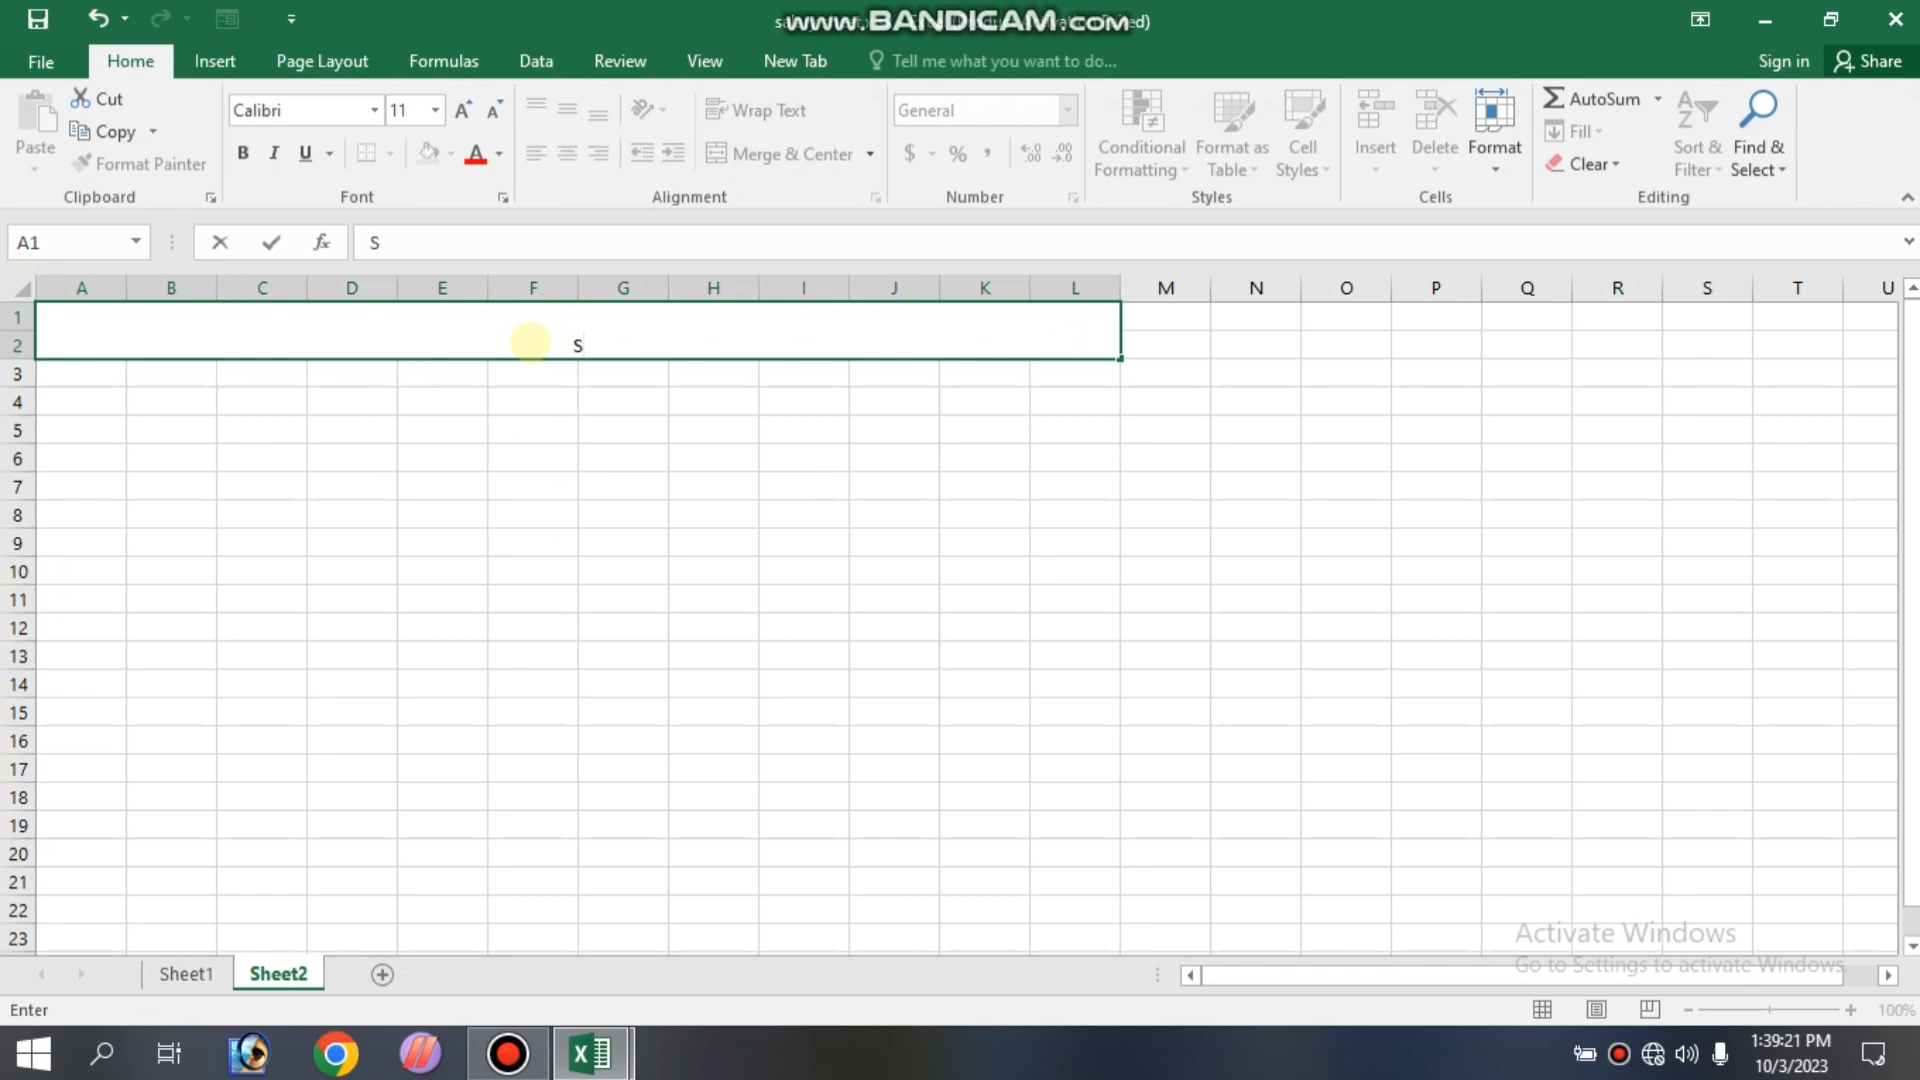 www.BANDICAM.com
File Home Insert Page Layout Formulas Data Review View New Tab Tell me what you want to do... Sign in Share
Cut
Copy
Format Painter
Paste
Clipboard
Calibri 11
B I U A
Font
Wrap Text
Merge & Center
Alignment
General
$ % ,
Number
Conditional Formatting
Format as Table
Cell Styles
Styles
Insert Delete Format
Cells
AutoSum
Fill
Clear
Sort & Filter
Find & Select
Editing
A1 fx S
A B C D E F G H I J K L M N O P Q R S T U
1
2 S
3
4
5
6
7
8
9
10
11
12
13
14
15
16
17
18
19
20
21
22
23
Activate Windows
Go to Settings to activate Windows.
Sheet1 Sheet2
Enter 100%
1:39:21 PM
10/3/2023